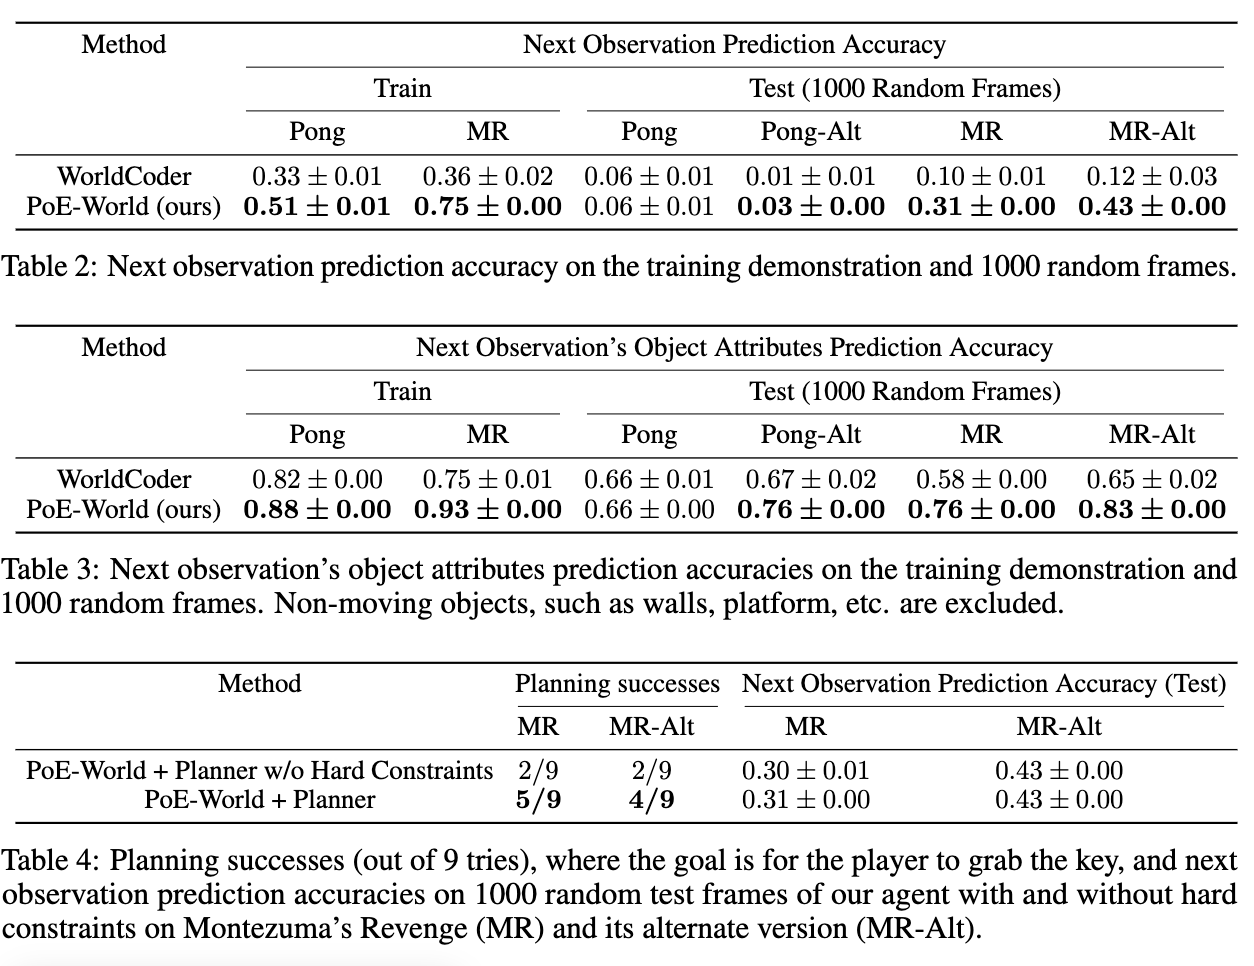 Method Next Observation Prediction Accuracy
Train Test (1000 Random Frames)
Pong MR Pong Pong-Alt MR MR-Alt
WorldCoder 0.33 ± 0.01 0.36 ± 0.02 0.06 ± 0.01 0.01 ± 0.01 0.10 ± 0.01 0.12 ± 0.03
PoE-World (ours) 0.51 ± 0.01 0.75 ± 0.00 0.06 ± 0.01 0.03 ± 0.00 0.31 ± 0.00 0.43 ± 0.00
Table 2: Next observation prediction accuracy on the training demonstration and 1000 random frames.
Method Next Observation’s Object Attributes Prediction Accuracy
Train Test (1000 Random Frames)
Pong MR Pong Pong-Alt MR MR-Alt
WorldCoder 0.82 ± 0.00 0.75 ± 0.01 0.66 ± 0.01 0.67 ± 0.02 0.58 ± 0.00 0.65 ± 0.02
PoE-World (ours) 0.88 ± 0.00 0.93 ± 0.00 0.66 ± 0.00 0.76 ± 0.00 0.76 ± 0.00 0.83 ± 0.00
Table 3: Next observation’s object attributes prediction accuracies on the training demonstration and
1000 random frames. Non-moving objects, such as walls, platform, etc. are excluded.
Method Planning successes Next Observation Prediction Accuracy (Test)
MR MR-Alt MR MR-Alt
PoE-World + Planner w/o Hard Constraints 2/9 2/9 0.30 ± 0.01 0.43 ± 0.00
PoE-World + Planner 5/9 4/9 0.31 ± 0.00 0.43 ± 0.00
Table 4: Planning successes (out of 9 tries), where the goal is for the player to grab the key, and next
observation prediction accuracies on 1000 random test frames of our agent with and without hard
constraints on Montezuma’s Revenge (MR) and its alternate version (MR-Alt).